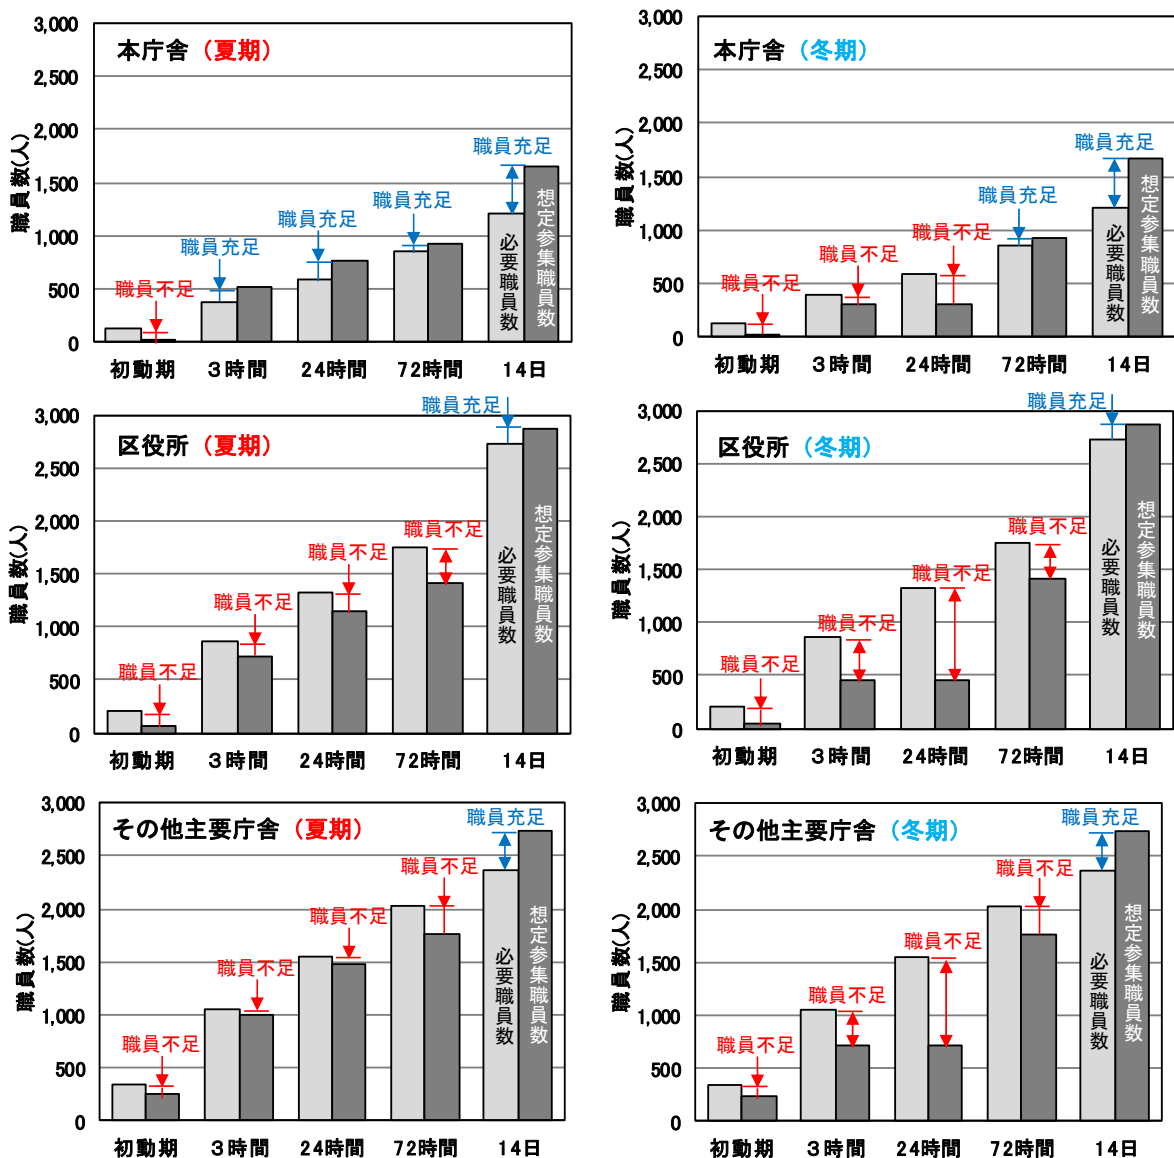 本庁舎（夏期）
職員数(人)
3,000
2,500
2,000
1,500
1,000
500
0
職員不足
職員充足
職員充足
職員充足
職員充足
必要職員数
想定参集職員数
初動期 3時間 24時間 72時間 14日
本庁舎（冬期）
職員数(人)
3,000
2,500
2,000
1,500
1,000
500
0
職員不足
職員不足
職員不足
職員充足
職員充足
必要職員数
想定参集職員数
初動期 3時間 24時間 72時間 14日
区役所（夏期）
職員数(人)
3,000
2,500
2,000
1,500
1,000
500
0
職員不足
職員不足
職員不足
職員不足
職員充足
必要職員数
想定参集職員数
初動期 3時間 24時間 72時間 14日
区役所（冬期）
職員数(人)
3,000
2,500
2,000
1,500
1,000
500
0
職員不足
職員不足
職員不足
職員不足
職員充足
必要職員数
想定参集職員数
初動期 3時間 24時間 72時間 14日
その他主要庁舎（夏期）
職員数(人)
3,000
2,500
2,000
1,500
1,000
500
0
職員不足
職員不足
職員不足
職員不足
職員充足
必要職員数
想定参集職員数
初動期 3時間 24時間 72時間 14日
その他主要庁舎（冬期）
職員数(人)
3,000
2,500
2,000
1,500
1,000
500
0
職員不足
職員不足
職員不足
職員不足
職員充足
必要職員数
想定参集職員数
初動期 3時間 24時間 72時間 14日